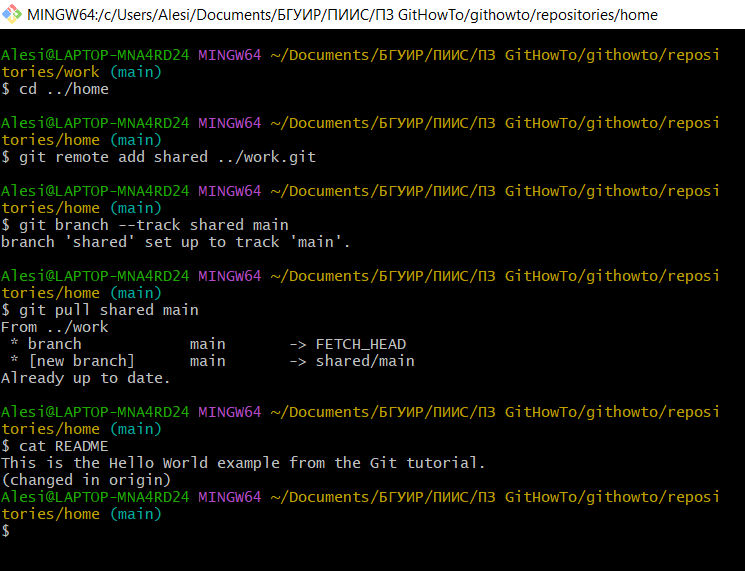 MINGW64:/c/Users/Alesi/Documents/БГУИР/ПИИС/ПЗ GitHowTo/githowto/repositories/home
Alesi@LAPTOP-MNA4RD24 MINGW64 ~/Documents/БГУИР/ПИИС/ПЗ GitHowTo/githowto/reposi
tories/work (main)
$ cd ../home
Alesi@LAPTOP-MNA4RD24 MINGW64 ~/Documents/БГУИР/ПИИС/ПЗ GitHowTo/githowto/reposi
tories/home (main)
$ git remote add shared ../work.git
Alesi@LAPTOP-MNA4RD24 MINGW64 ~/Documents/БГУИР/ПИИС/ПЗ GitHowTo/githowto/reposi
tories/home (main)
$ git branch --track shared main
branch 'shared' set up to track 'main'.
Alesi@LAPTOP-MNA4RD24 MINGW64 ~/Documents/БГУИР/ПИИС/ПЗ GitHowTo/githowto/reposi
tories/home (main)
$ git pull shared main
From ../work
 * branch            main       -> FETCH_HEAD
 * [new branch]      main       -> shared/main
Already up to date.
Alesi@LAPTOP-MNA4RD24 MINGW64 ~/Documents/БГУИР/ПИИС/ПЗ GitHowTo/githowto/reposi
tories/home (main)
$ cat README
This is the Hello World example from the Git tutorial.
(changed in origin)
Alesi@LAPTOP-MNA4RD24 MINGW64 ~/Documents/БГУИР/ПИИС/ПЗ GitHowTo/githowto/reposi
tories/home (main)
$